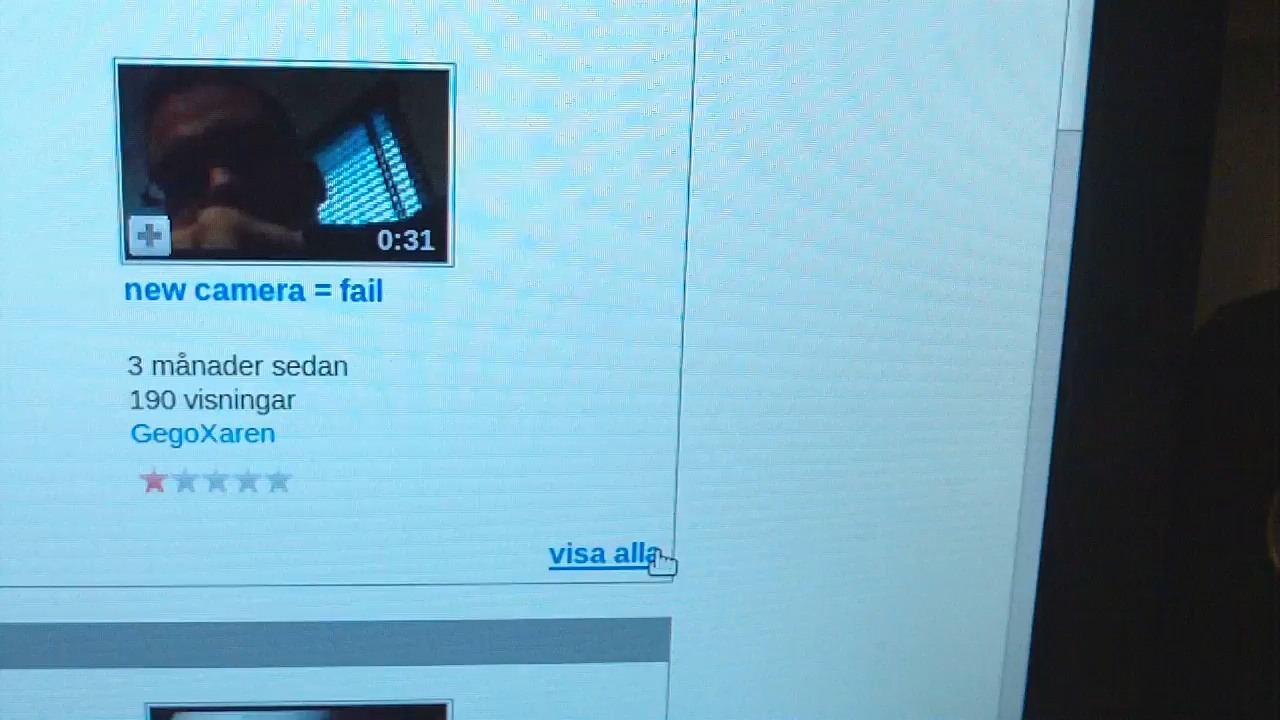 0:31
new camera = fail
3 månader sedan
190 visningar
GegoXaren
visa alla